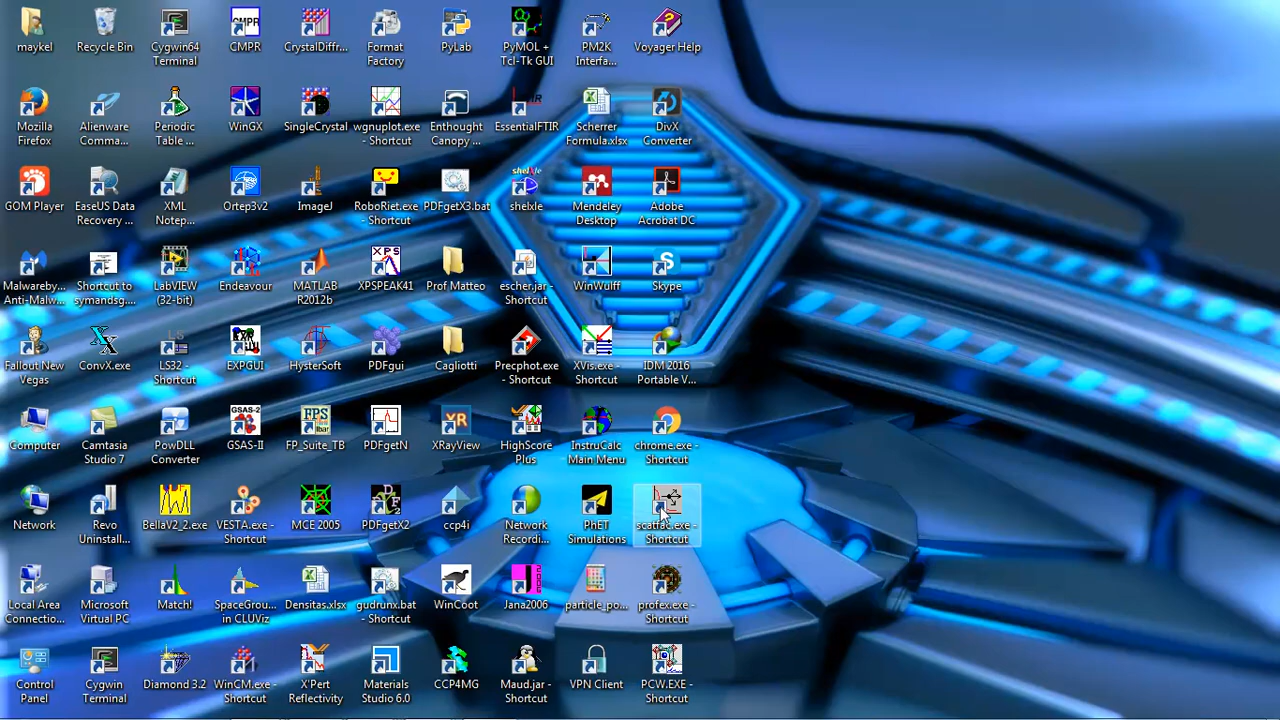 maykel
Recycle Bin
Cygwin64
Terminal
CMPR
CMPR
CrystalDiffr...
Format
Factory
PyLab
PyMOL +
Tcl-Tk GUI
PM2K
Interfa...
Voyager Help
Mozilla
Firefox
Alienware
Comma...
Periodic
Table ...
WinGX
SingleCrystal
wgnuplot.exe
- Shortcut
Enthought
Canopy ...
EssentialFTIR
Scherrer
Formula.xlsx
DivX
Converter
GOM Player
EaseUS Data
Recovery ...
XML
Notep...
Ortep3v2
ImageJ
RoboRiet.exe
- Shortcut
PDFgetX3.bat
shelxle
Mendeley
Desktop
Adobe
Acrobat DC
Malwareby...
Anti-Malw...
Shortcut to
symandsg....
LabVIEW
(32-bit)
Endeavour
MATLAB
R2012b
XPS
XPSPEAK41
Prof Matteo
escher.jar -
Shortcut
WinWulff
Skype
Fallout New
Vegas
ConvX.exe
LS
LS32 -
Shortcut
EXPGUI
HysterSoft
PDFgui
Cagliotti
Precphot.exe
- Shortcut
XVis.exe -
Shortcut
IDM 2016
Portable V...
Computer
Camtasia
Studio 7
PowDLL
Converter
GSAS-2
GSAS-II
FPS
FP_Suite_TB
PDFgetN
XR
XRayView
HighScore
Plus
InstruCalc
Main Menu
chrome.exe -
Shortcut
Network
Revo
Uninstall...
BellaV2_2.exe
VESTA.exe -
Shortcut
MCE 2005
PDFgetX2
ccp4i
Network
Recordi...
PhET
Simulations
scatfac.exe -
Shortcut
Local Area
Connectio...
Microsoft
Virtual PC
Match!
SpaceGrou...
in CLUViz
Densitas.xlsx
gudrunx.bat
- Shortcut
WinCoot
Jana2006
particle_po...
profex.exe -
Shortcut
Control
Panel
Cygwin
Terminal
Diamond 3.2
WinCM.exe -
Shortcut
X'Pert
Reflectivity
Materials
Studio 6.0
CCP4MG
Maud.jar -
Shortcut
VPN Client
PCW.EXE -
Shortcut